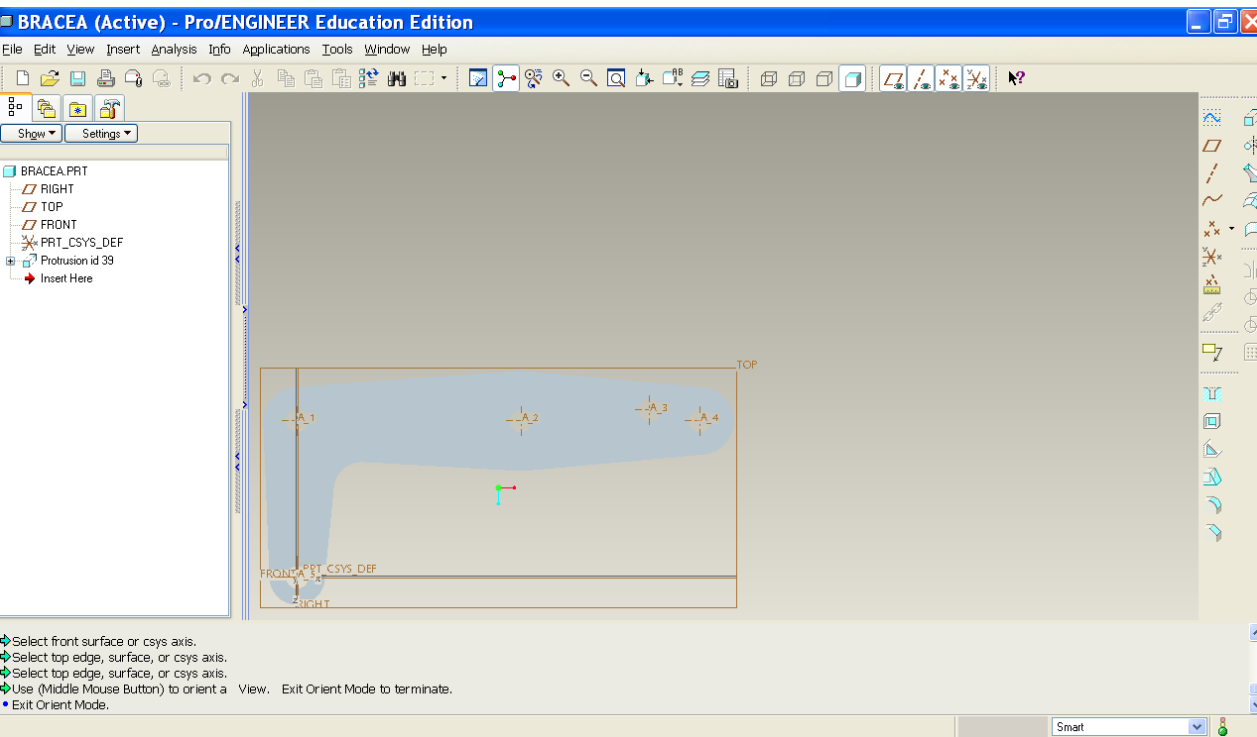 BRACEA (Active) - Pro/ENGINEER Education Edition
File Edit View Insert Analysis Info Applications Tools Window Help
Show Settings
BRACEA.PRT
RIGHT
TOP
FRONT
PRT_CSYS_DEF
Protrusion id 39
Insert Here
TOP
A_1 A_2 A_3 A_4
FRONT A_5 PRT_CSYS_DEF
RIGHT
Select front surface or csys axis.
Select top edge, surface, or csys axis.
Select top edge, surface, or csys axis.
Use (Middle Mouse Button) to orient a View. Exit Orient Mode to terminate.
Exit Orient Mode.
Smart